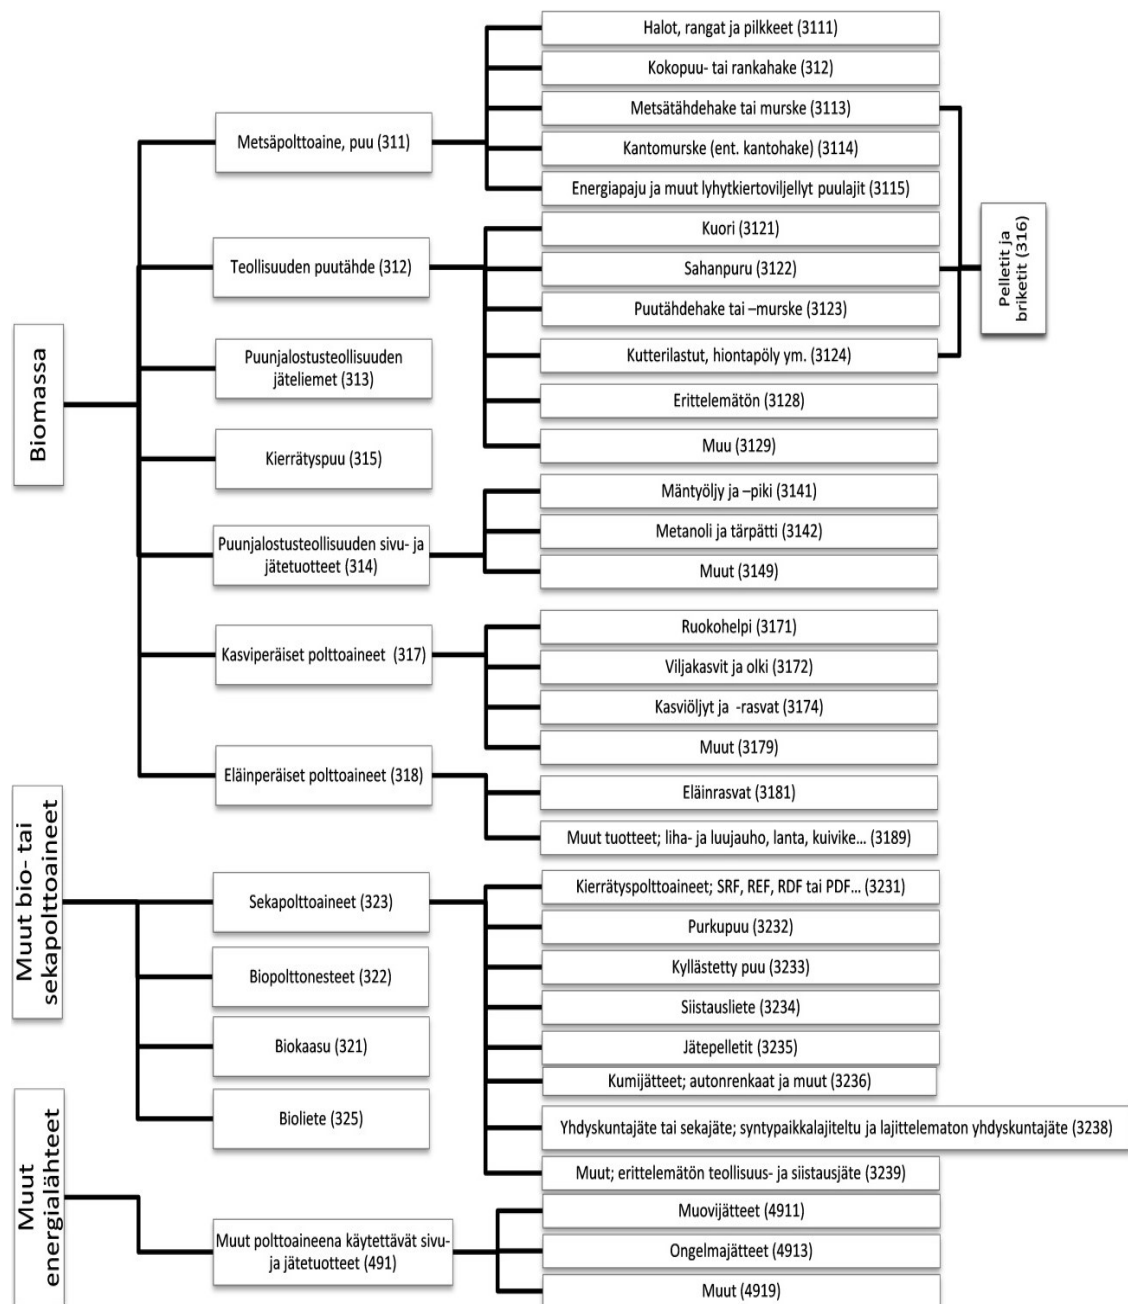 Biomassa
Metsäpolttoaine, puu (311)
Halot, rangat ja pilkkeet (3111)
Kokopuu- tai rankahake (312)
Metsätähdehake tai murske (3113)
Kantomurske (ent. kantohake) (3114)
Energiapaju ja muut lyhytkiertoviljellyt puulajit (3115)
Teollisuuden puutähde (312)
Kuori (3121)
Sahanpuru (3122)
Puutähdehake tai –murske (3123)
Kutterilastut, hiontapöly ym. (3124)
Erittelemätön (3128)
Muu (3129)
Pelletit ja
briketit (316)
Puunjalostusteollisuuden
jäteliemet (313)
Kierrätyspuu (315)
Puunjalostusteollisuuden sivu- ja
jätetuotteet (314)
Mäntyöljy ja –piki (3141)
Metanoli ja tärpätti (3142)
Muut (3149)
Kasviperäiset polttoaineet (317)
Ruokohelpi (3171)
Viljakasvit ja olki (3172)
Kasviöljyt ja -rasvat (3174)
Muut (3179)
Eläinperäiset polttoaineet (318)
Eläinrasvat (3181)
Muut tuotteet; liha- ja luujauho, lanta, kuivike... (3189)
Muut bio- tai
sekapolttoaineet
Sekapolttoaineet (323)
Kierrätyspolttoaineet; SRF, REF, RDF tai PDF... (3231)
Purkupuu (3232)
Kyllästetty puu (3233)
Siistausliete (3234)
Jätepelletit (3235)
Kumijätteet; autonrenkaat ja muut (3236)
Yhdyskuntajäte tai sekajäte; syntypaikkalajiteltu ja lajittelematon yhdyskuntajäte (3238)
Muut; erittelemätön teollisuus- ja siistausjäte (3239)
Biopolttonesteet (322)
Biokaasu (321)
Bioliete (325)
Muut
energialähteet
Muut polttoaineena käytettävät sivu-
ja jätetuotteet (491)
Muovijätteet (4911)
Ongelmajätteet (4913)
Muut (4919)